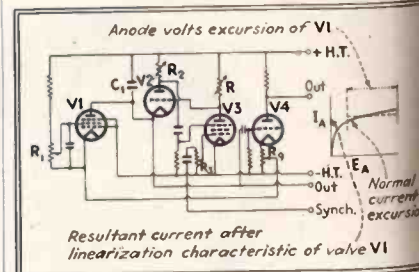 Anode volts excursion of V1
+ H.T.
C1
V2
R2
R
Out
V1
V3
V4
IA
R1
R3
R9
EA
-H.T.
Out
Normal
current
excursion
Synch.
Resultant current after
linearization characteristic of valve V1